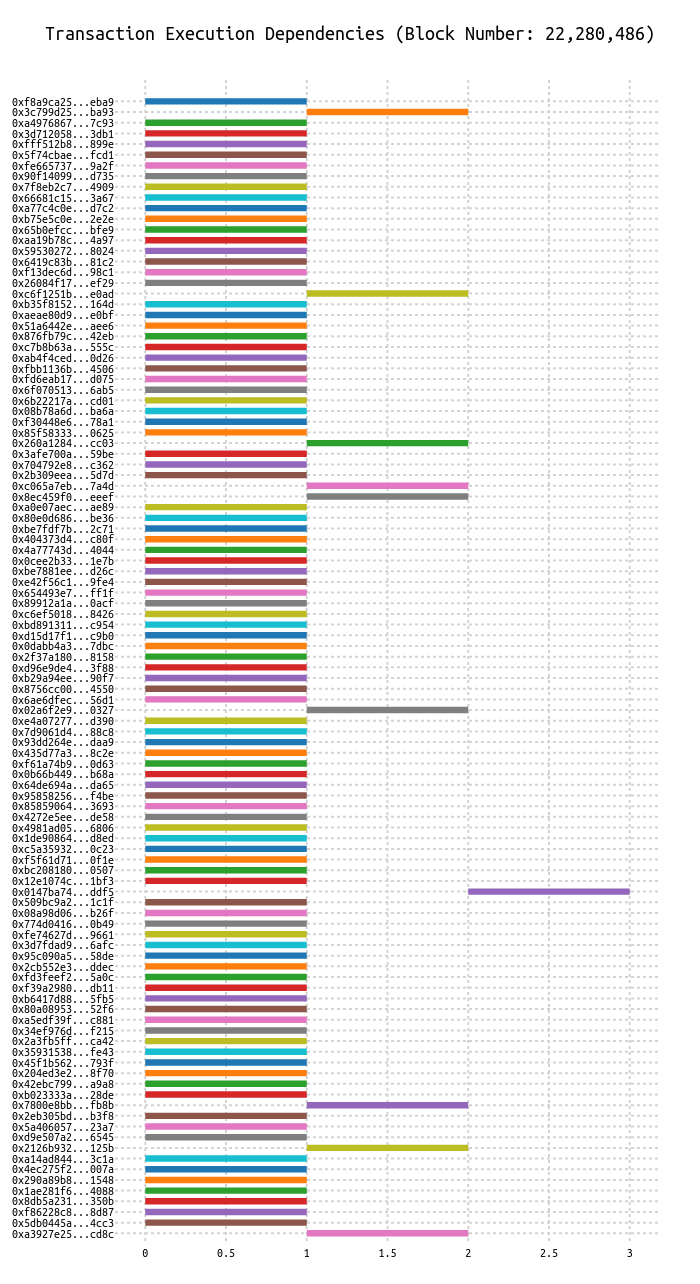 Transaction Execution Dependencies (Block Number: 22,280,486)
0xf8a9ca25...eba9
0x3c799d25...ba93
0xa4976867...7c93
0x3d712058...3db1
0xfff512b8...899e
0x5f74cbae...fcd1
0xfe665737...9a2f
0x90f14099...d735
0x7f8eb2c7...4909
0x66681c15...3a67
0xa77c4c0e...d7c2
0xb75e5c0e...2e2e
0x65b0efcc...bfe9
0xaa19b78c...4a97
0x59530272...8024
0x6419c83b...81c2
0xf13dec6d...98c1
0x26084f17...ef29
0xc6f1251b...e0ad
0xb35f8152...164d
0xaeae80d9...e0bf
0x51a6442e...aee6
0x876fb79c...42eb
0xc7b8b63a...555c
0xab4f4ced...0d26
0xfbb1136b...4506
0xfd6eab17...d075
0x6f070513...6ab5
0x6b22217a...cd01
0x08b78a6d...ba6a
0xf30448e6...78a1
0x85f58333...0625
0x260a1284...cc03
0x3afe700a...59be
0x704792e8...c362
0x2b309eea...5d7d
0xc065a7eb...7a4d
0x8ec459f0...eeef
0xa0e07aec...ae89
0x80e0d686...be36
0xbe7fdf7b...2c71
0x404373d4...c80f
0x4a77743d...4044
0x0cee2b33...1e7b
0xbe7881ee...d26c
0xe42f56c1...9fe4
0x654493e7...ff1f
0x89912a1a...0acf
0xc6ef5018...8426
0xbd891311...c954
0xd15d17f1...c9b0
0x0dabb4a3...7dbc
0x2f37a180...8158
0xd96e9de4...3f88
0xb29a94ee...90f7
0x8756cc00...4550
0x6ae6dfec...56d1
0x02a6f2e9...0327
0xe4a07277...d390
0x7d9061d4...88c8
0x93dd264e...daa9
0x435d77a3...8c2e
0xf61a74b9...0d63
0x0b66b449...b68a
0x64de694a...da65
0x95858256...f4be
0x85859064...3693
0x4272e5ee...de58
0x4981ad05...6806
0x1de90864...d8ed
0xc5a35932...0c23
0xf5f61d71...0f1e
0xbc208180...0507
0x12e1074c...1bf3
0x0147ba74...ddf5
0x509bc9a2...1c1f
0x08a98d06...b26f
0x774d0416...0b49
0xfe74627d...9661
0x3d7fdad9...6afc
0x95c090a5...58de
0x2cb552e3...ddec
0xfd3feef2...5a0c
0xf39a2980...db11
0xb6417d88...5fb5
0x80a08953...52f6
0xa5edf39f...c881
0x34ef976d...f215
0x2a3fb5ff...ca42
0x35931538...fe43
0x45f1b562...793f
0x204ed3e2...8f70
0x42ebc799...a9a8
0xb023333a...28de
0x7800e8bb...fb8b
0x2eb305bd...b3f8
0x5a406057...23a7
0xd9e507a2...6545
0x2126b932...125b
0xa14ad844...3c1a
0x4ec275f2...007a
0x290a89b8...1548
0x1ae281f6...4088
0x8db5a231...350b
0xf86228c8...8d87
0x5db0445a...4cc3
0xa3927e25...cd8c
0 0.5 1 1.5 2 2.5 3